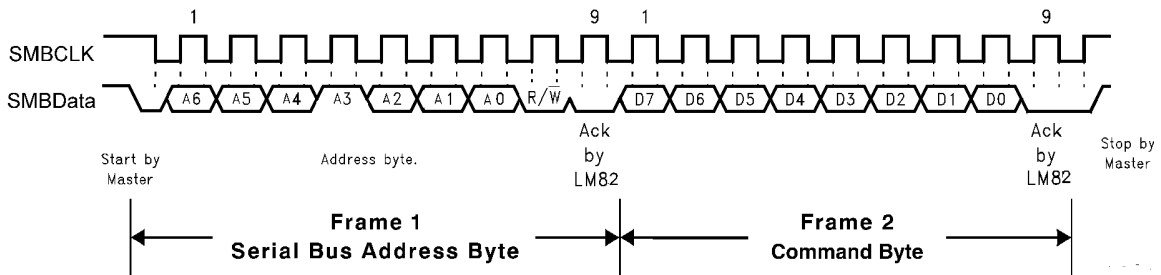 1 9 1 9
SMBCLK
SMBData A6 A5 A4 A3 A2 A1 A0 R/W̅ D7 D6 D5 D4 D3 D2 D1 D0
Start by
Master
Address byte.
Ack
by
LM82
Ack
by
LM82
Stop by
Master
Frame 1
Serial Bus Address Byte
Frame 2
Command Byte